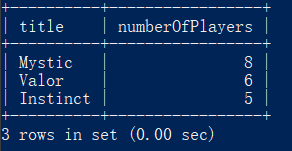 +----------+-----------------+
| title    | numberOfPlayers |
+----------+-----------------+
| Mystic   |               8 |
| Valor    |               6 |
| Instinct |               5 |
+----------+-----------------+
3 rows in set (0.00 sec)